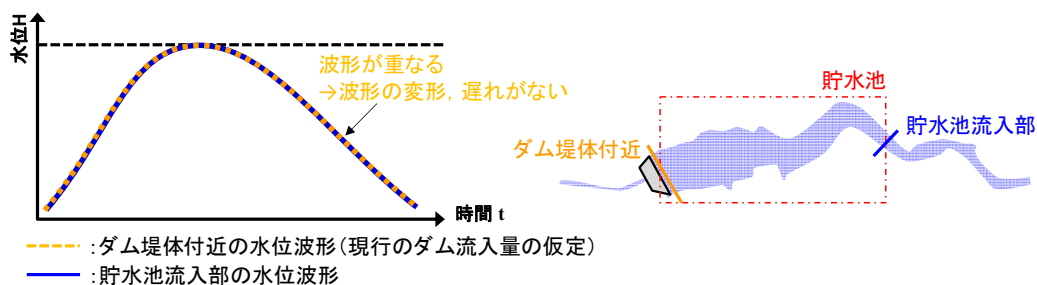 水位H
波形が重なる
→波形の変形，遅れがない
時間 t
:ダム堤体付近の水位波形（現行のダム流入量の仮定）
:貯水池流入部の水位波形
貯水池
貯水池流入部
ダム堤体付近